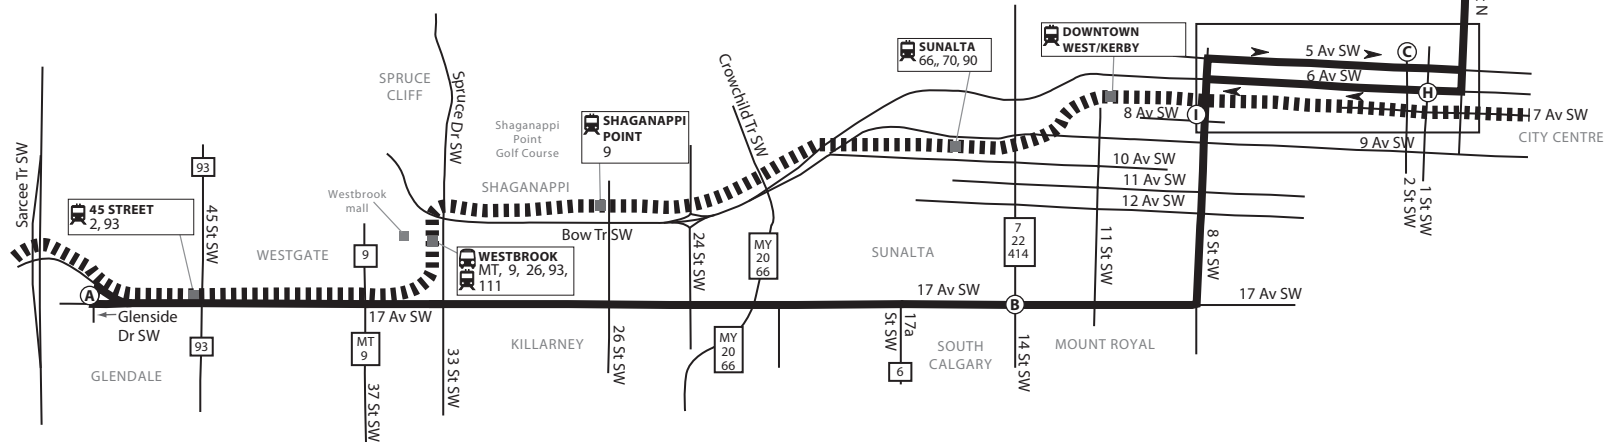 N
DOWNTOWN
WEST/KERBY
SUNALTA
66,, 70, 90
5 Av SW
C
6 Av SW
H
I
8 Av SW
7 Av SW
CITY CENTRE
9 Av SW
10 Av SW
11 Av SW
12 Av SW
2 St SW
1 St SW
8 St SW
11 St SW
SPRUCE
CLIFF
Spruce Dr SW
Shaganappi
Point
Golf Course
SHAGANAPPI
POINT
9
Crowchild Tr SW
Sarcee Tr SW
93
45 St SW
45 STREET
2, 93
Westbrook
mall
SHAGANAPPI
Bow Tr SW
WESTGATE
9
WESTBROOK
MT, 9, 26, 93,
111
24 St SW
MY
20
66
SUNALTA
7
22
414
A
Glenside
Dr SW
17 Av SW
17 Av SW
B
17 Av SW
93
MT
9
KILLARNEY
26 St SW
MY
20
66
17a
St SW
6
SOUTH
CALGARY
14 St SW
MOUNT ROYAL
GLENDALE
37 St SW
33 St SW